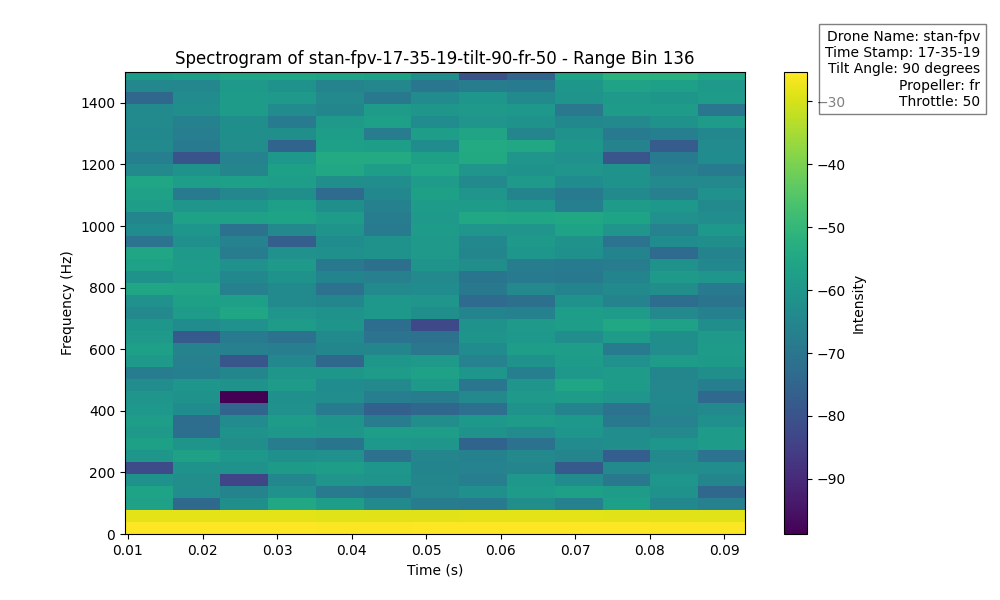 Drone Name: stan-fpv
Time Stamp: 17-35-19
Tilt Angle: 90 degrees
Propeller: fr
Throttle: 50
Spectrogram of stan-fpv-17-35-19-tilt-90-fr-50 - Range Bin 136
1400
1200
1000
800
600
400
200
0
Frequency (Hz)
0.01 0.02 0.03 0.04 0.05 0.06 0.07 0.08 0.09
Time (s)
−30
−40
−50
−60
−70
−80
−90
Intensity